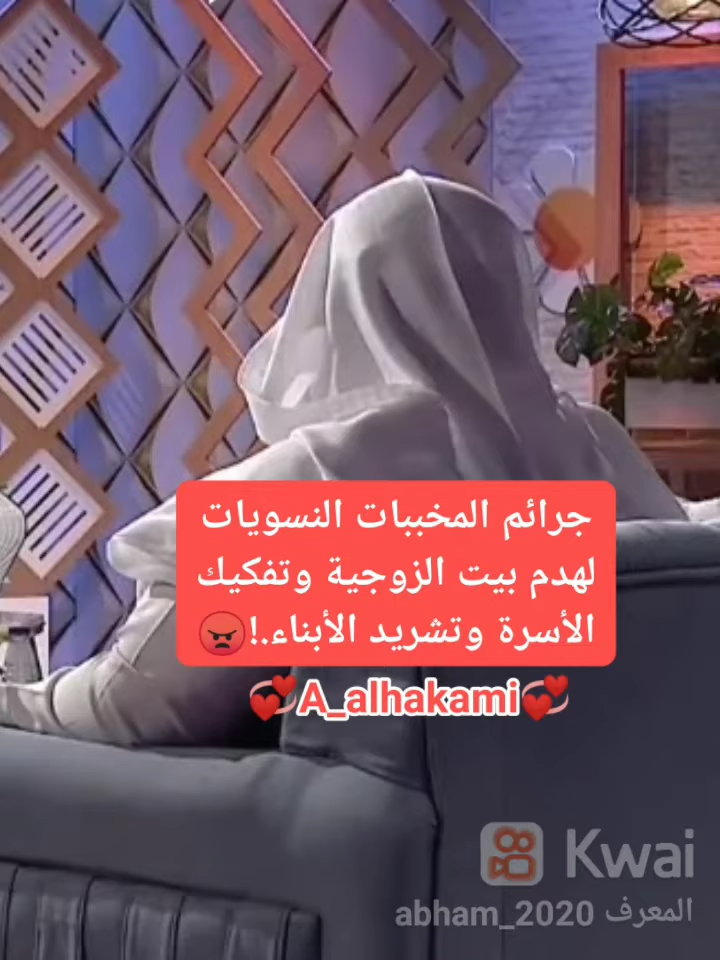 جرائم المخببات النسويات
لهدم بيت الزوجية وتفكيك
الأسرة وتشريد الأبناء.!😠
💞A_alhakami💞
Kwai
المعرف abham_2020